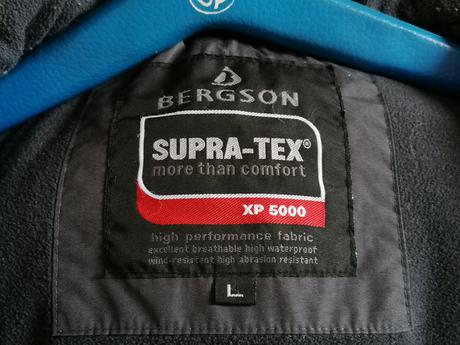 UP
BERGSON
SUPRA-TEX®
more than comfort
XP 5000
high performance fabric
excellent breathable high waterproof
wind-resistant high abrasion resistant
L